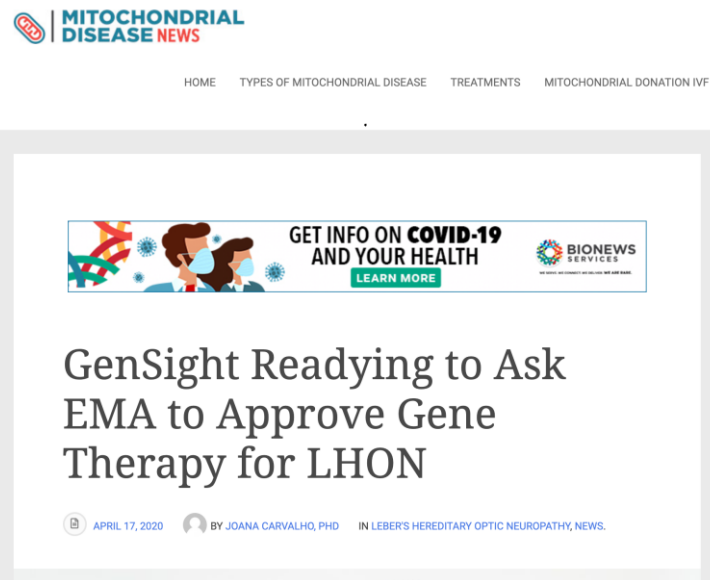 MITOCHONDRIAL
DISEASE NEWS
HOME TYPES OF MITOCHONDRIAL DISEASE TREATMENTS MITOCHONDRIAL DONATION IVF
GET INFO ON COVID-19
AND YOUR HEALTH
LEARN MORE
BIONEWS
SERVICES
GenSight Readying to Ask
EMA to Approve Gene
Therapy for LHON
APRIL 17, 2020 BY JOANA CARVALHO, PHD IN LEBER'S HEREDITARY OPTIC NEUROPATHY, NEWS.